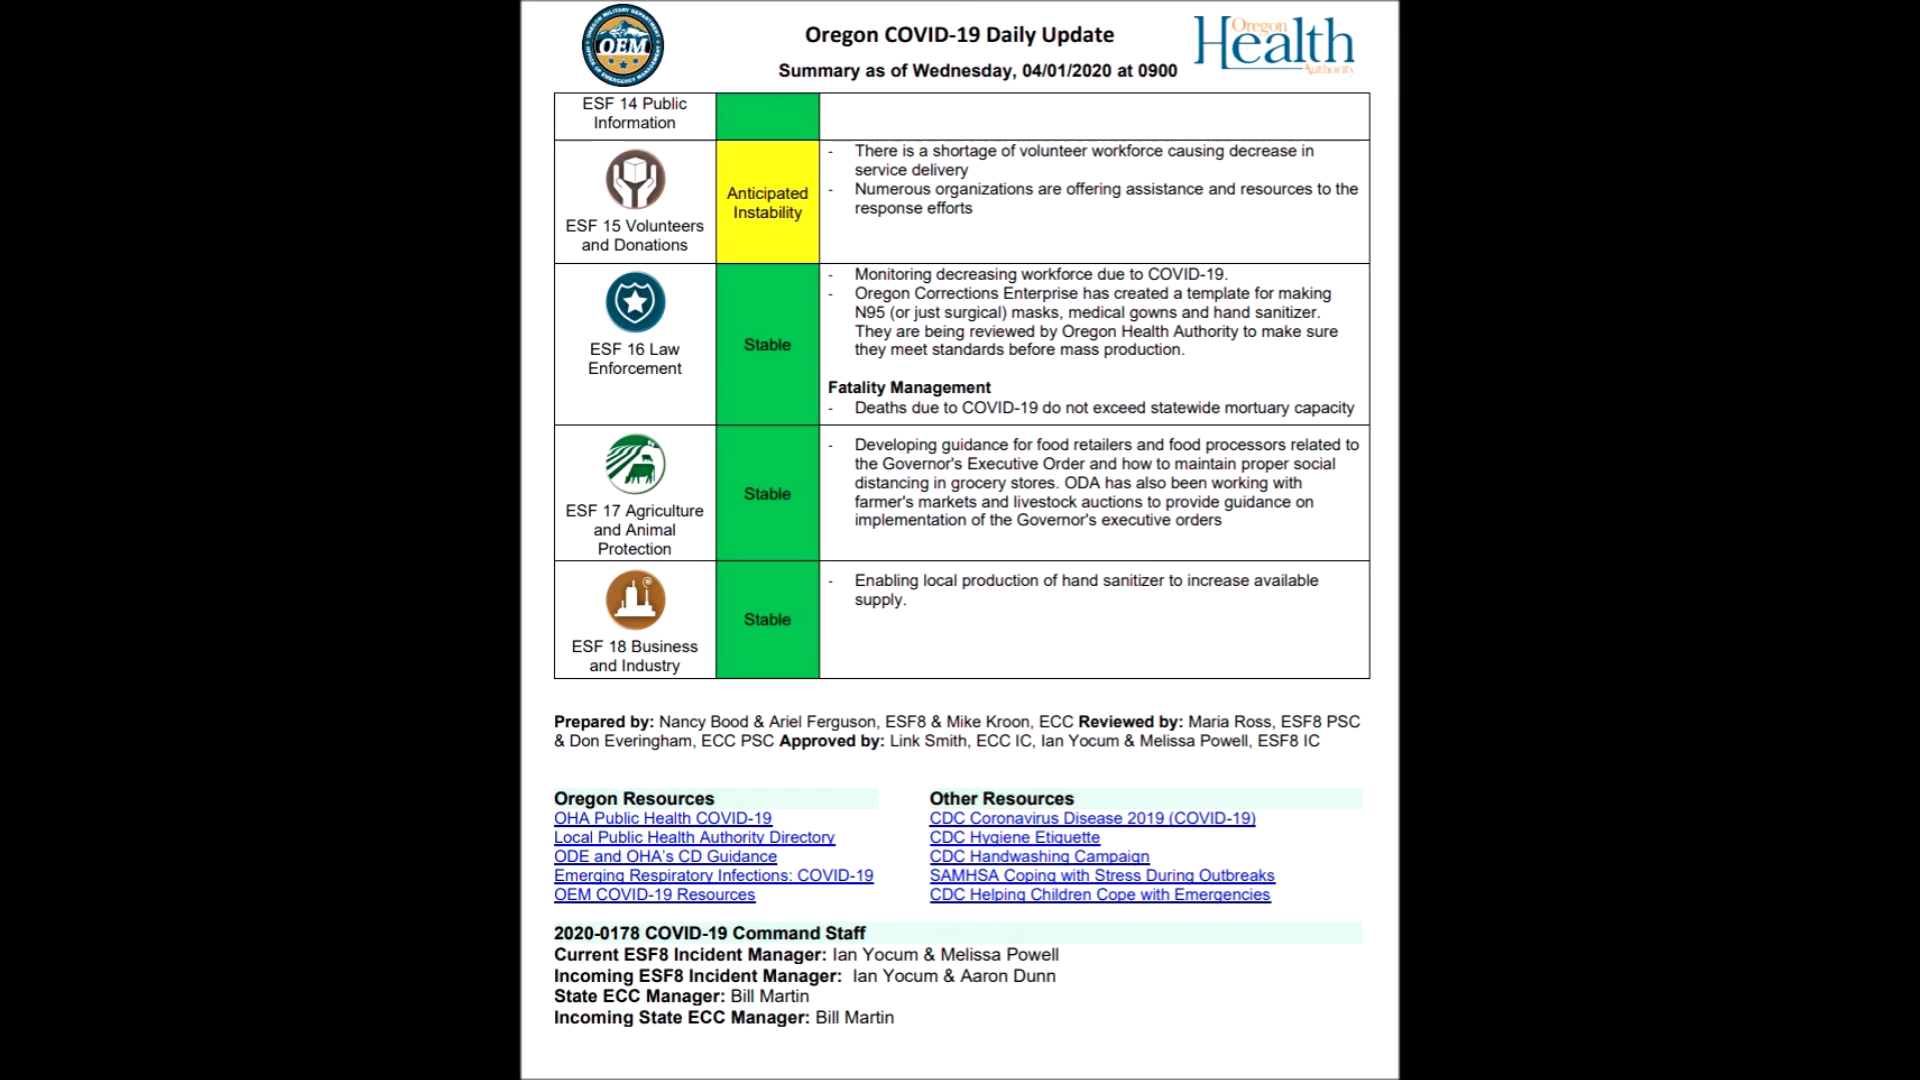 OEM
Oregon COVID-19 Daily Update
Summary as of Wednesday, 04/01/2020 at 0900
Oregon
Health
Authority
ESF 14 Public
Information
ESF 15 Volunteers
and Donations
Anticipated
Instability
- There is a shortage of volunteer workforce causing decrease in
service delivery
- Numerous organizations are offering assistance and resources to the
response efforts
ESF 16 Law
Enforcement
Stable
- Monitoring decreasing workforce due to COVID-19.
- Oregon Corrections Enterprise has created a template for making
N95 (or just surgical) masks, medical gowns and hand sanitizer.
They are being reviewed by Oregon Health Authority to make sure
they meet standards before mass production.
Fatality Management
- Deaths due to COVID-19 do not exceed statewide mortuary capacity
ESF 17 Agriculture
and Animal
Protection
Stable
- Developing guidance for food retailers and food processors related to
the Governor's Executive Order and how to maintain proper social
distancing in grocery stores. ODA has also been working with
farmer's markets and livestock auctions to provide guidance on
implementation of the Governor's executive orders
ESF 18 Business
and Industry
Stable
- Enabling local production of hand sanitizer to increase available
supply.
Prepared by: Nancy Bood & Ariel Ferguson, ESF8 & Mike Kroon, ECC Reviewed by: Maria Ross, ESF8 PSC
& Don Everingham, ECC PSC Approved by: Link Smith, ECC IC, Ian Yocum & Melissa Powell, ESF8 IC
Oregon Resources
OHA Public Health COVID-19
Local Public Health Authority Directory
ODE and OHA's CD Guidance
Emerging Respiratory Infections: COVID-19
OEM COVID-19 Resources
Other Resources
CDC Coronavirus Disease 2019 (COVID-19)
CDC Hygiene Etiquette
CDC Handwashing Campaign
SAMHSA Coping with Stress During Outbreaks
CDC Helping Children Cope with Emergencies
2020-0178 COVID-19 Command Staff
Current ESF8 Incident Manager: Ian Yocum & Melissa Powell
Incoming ESF8 Incident Manager: Ian Yocum & Aaron Dunn
State ECC Manager: Bill Martin
Incoming State ECC Manager: Bill Martin